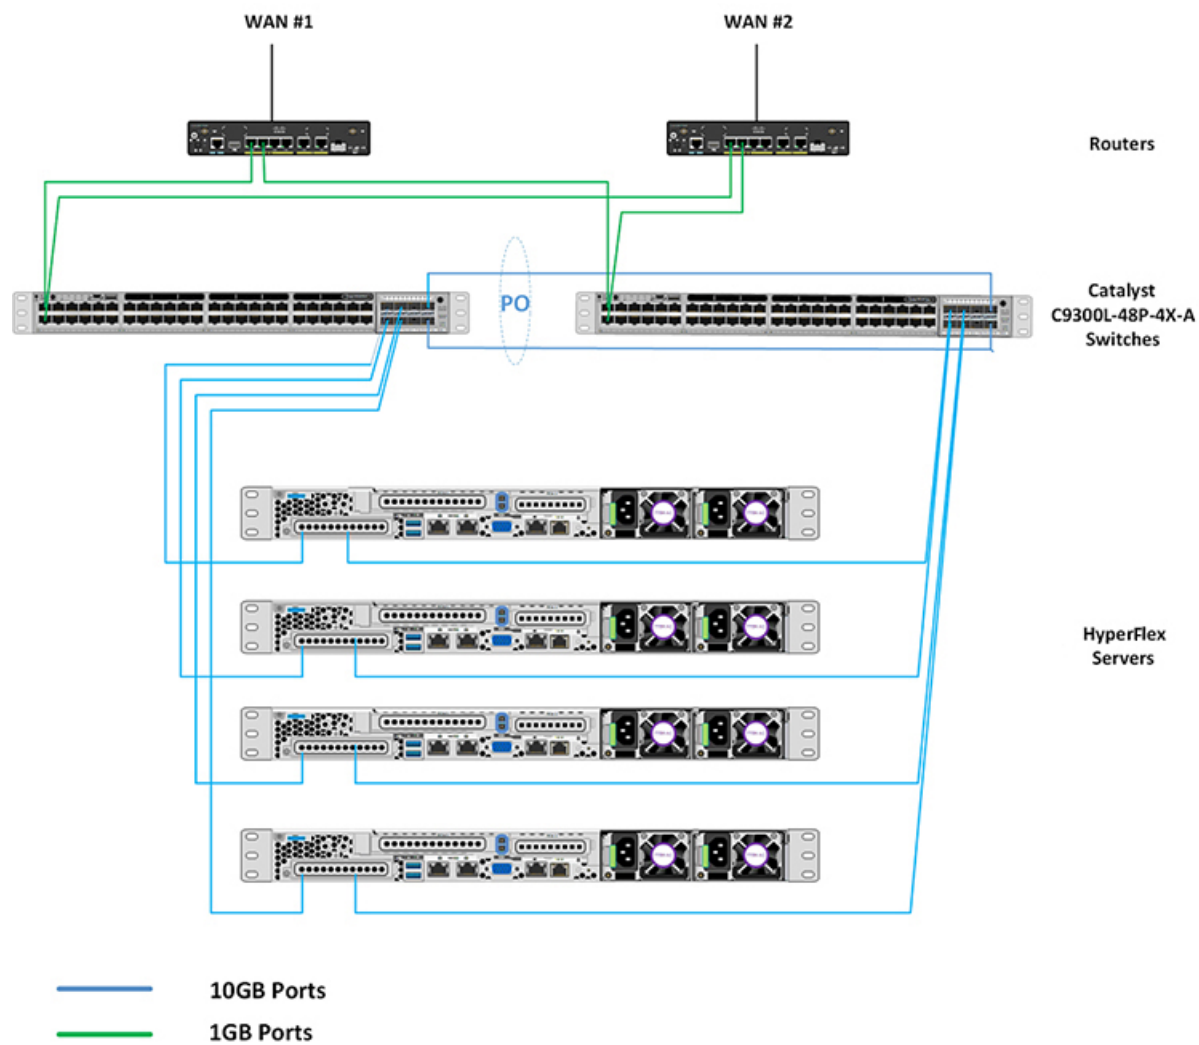 WAN #1
WAN #2
Routers
PO
Catalyst
C9300L-48P-4X-A
Switches
HyperFlex
Servers
10GB Ports
1GB Ports